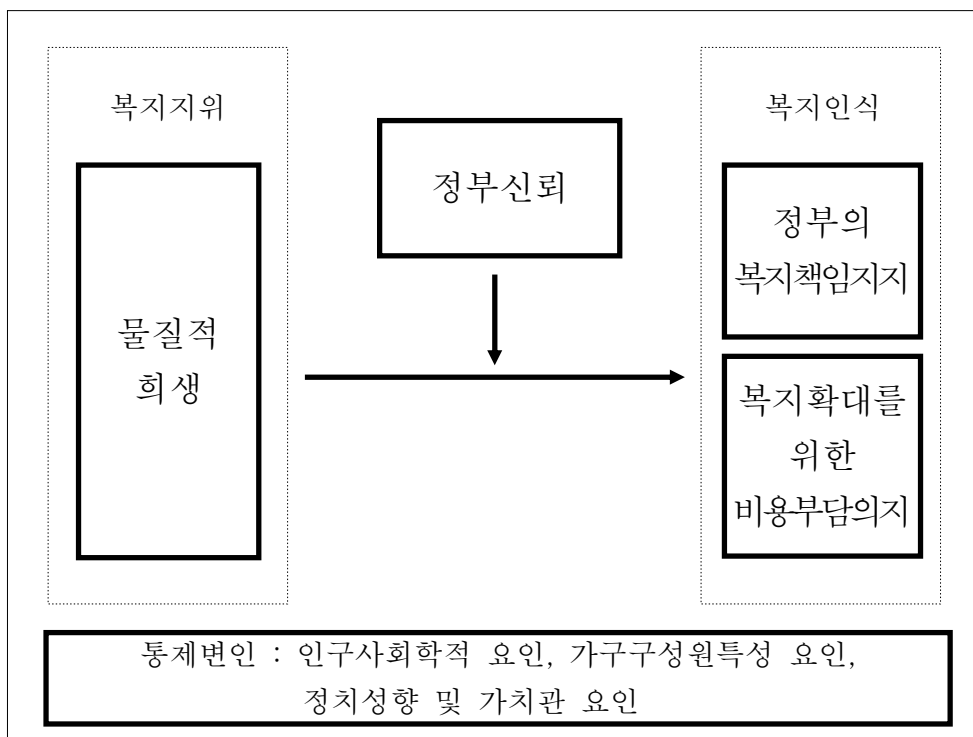 복지지위
물질적
희생
정부신뢰
복지인식
정부의
복지책임지지
복지확대를
위한
비용부담의지
통제변인 : 인구사회학적 요인, 가구구성원특성 요인,
정치성향 및 가치관 요인